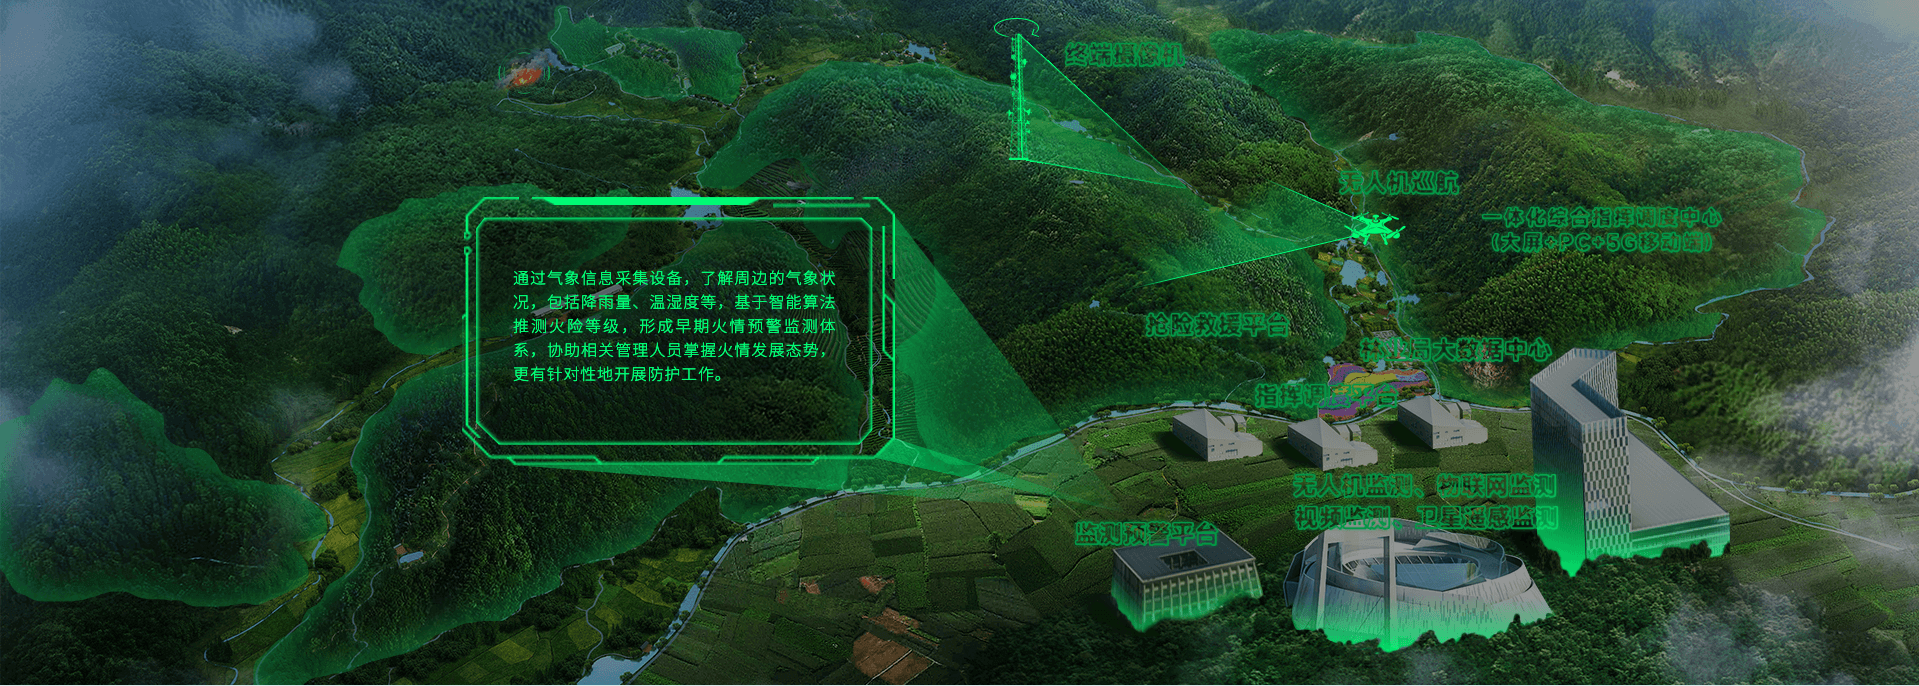 终端摄像机
无人机巡航
一体化综合指挥调度中心
(大屏+PC+5G移动端)
通过气象信息采集设备，了解周边的气象状
况，包括降雨量、温湿度等，基于智能算法
推测火险等级，形成早期火情预警监测体
系，协助相关管理人员掌握火情发展态势，
更有针对性地开展防护工作。
抢险救援平台
林业局大数据中心
指挥调度平台
无人机监测、物联网监测
视频监测、卫星遥感监测
监测预警平台